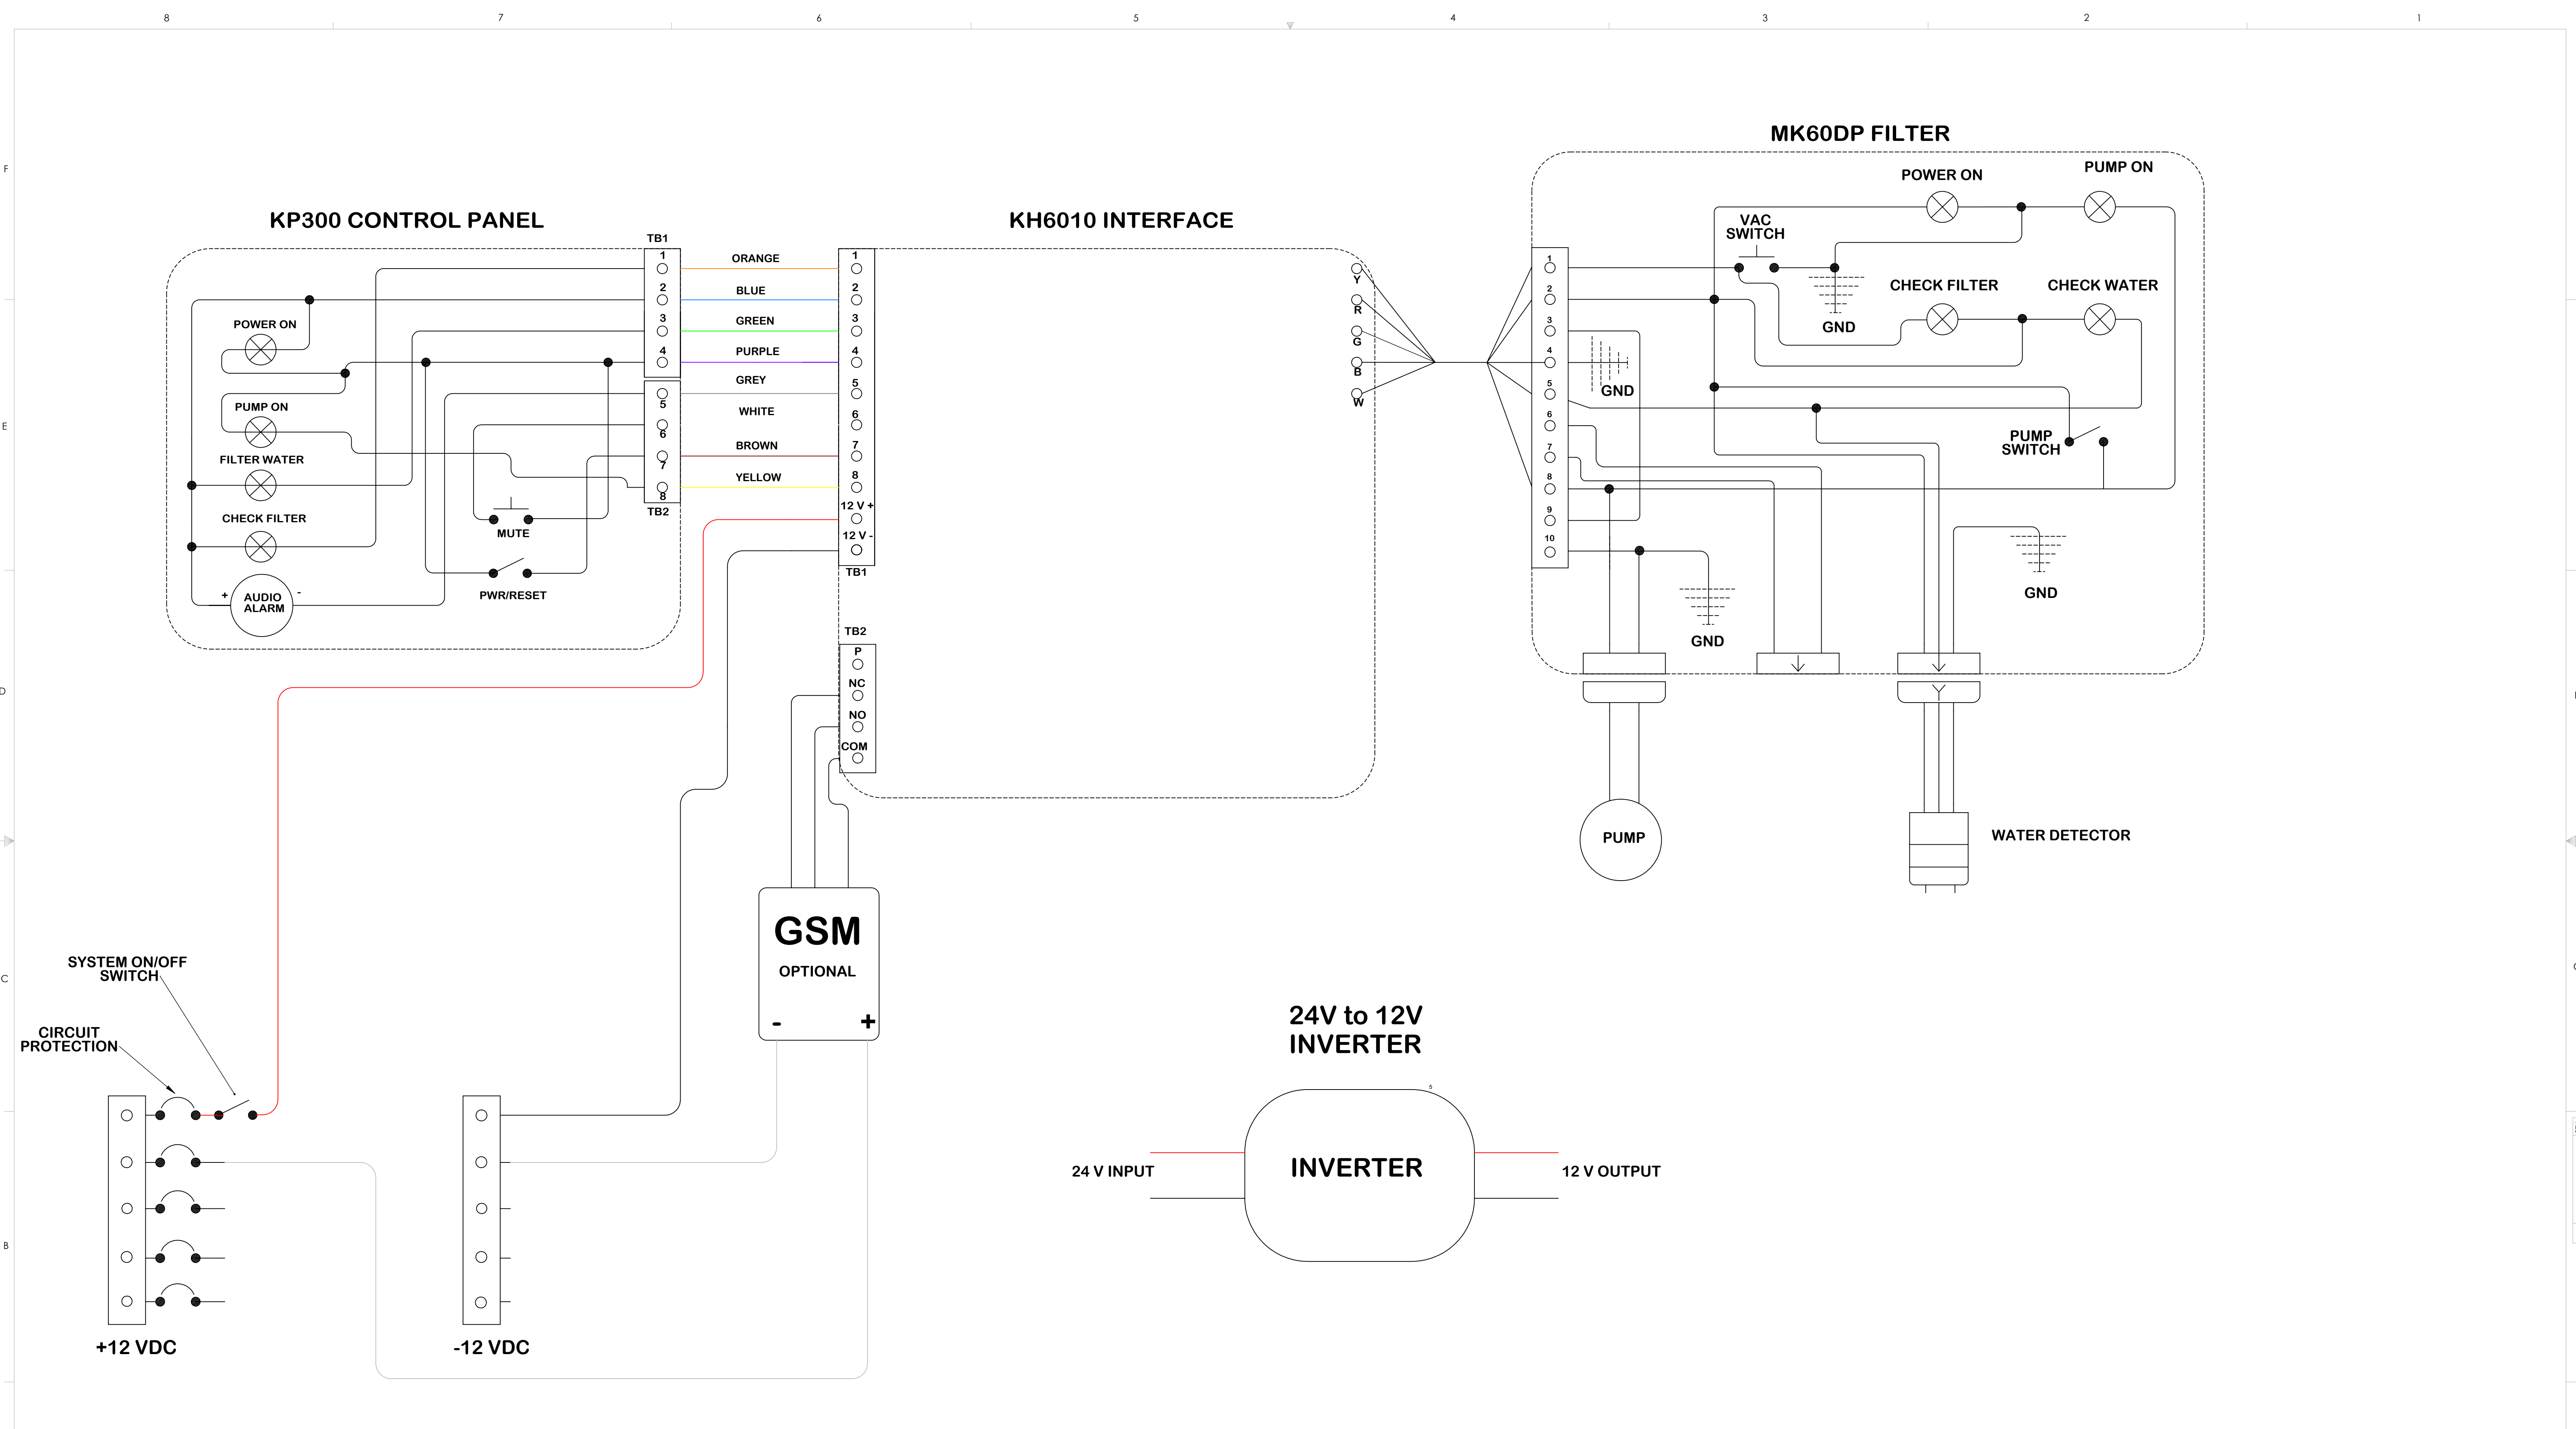 8 7 6 5 4 3 2 1
F
E
D
C
B
KP300 CONTROL PANEL
POWER ON
PUMP ON
FILTER WATER
CHECK FILTER
+
AUDIO
ALARM
-
MUTE
PWR/RESET
TB1
1
2
3
4
5
6
7
8
TB2
ORANGE
BLUE
GREEN
PURPLE
GREY
WHITE
BROWN
YELLOW
KH6010 INTERFACE
1
2
3
4
5
6
7
8
12 V +
12 V -
TB1
TB2
P
NC
NO
COM
Y
R
G
B
W
MK60DP FILTER
POWER ON
PUMP ON
VAC
SWITCH
GND
CHECK FILTER
CHECK WATER
1
2
3
4
5
6
7
8
9
10
GND
PUMP
SWITCH
GND
GND
PUMP
WATER DETECTOR
GSM
OPTIONAL
- +
SYSTEM ON/OFF
SWITCH
CIRCUIT
PROTECTION
+12 VDC
-12 VDC
24V to 12V
INVERTER
5
24 V INPUT
INVERTER
12 V OUTPUT